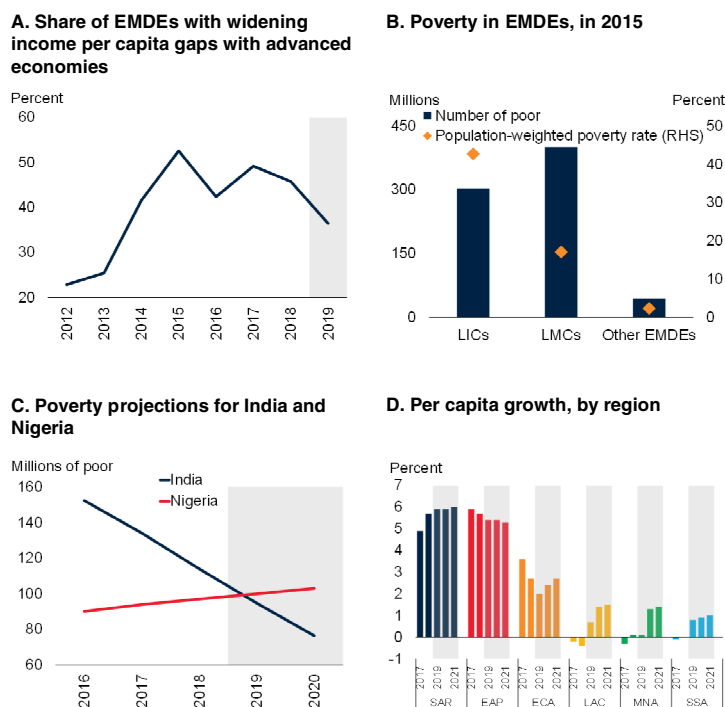 A. Share of EMDEs with widening
income per capita gaps with advanced
economies
Percent
60
50
40
30
20
2012
2013
2014
2015
2016
2017
2018
2019
B. Poverty in EMDEs, in 2015
Millions
Percent
Number of poor
Population-weighted poverty rate (RHS)
450
300
150
0
50
40
30
20
10
0
LICs
LMCs
Other EMDEs
C. Poverty projections for India and
Nigeria
Millions of poor
India
Nigeria
160
140
120
100
80
60
2016
2017
2018
2019
2020
D. Per capita growth, by region
Percent
7
6
5
4
3
2
1
0
-1
2017
2019
2021
2017
2019
2021
2017
2019
2021
2017
2019
2021
2017
2019
2021
2017
2019
2021
SAR
EAP
ECA
LAC
MNA
SSA